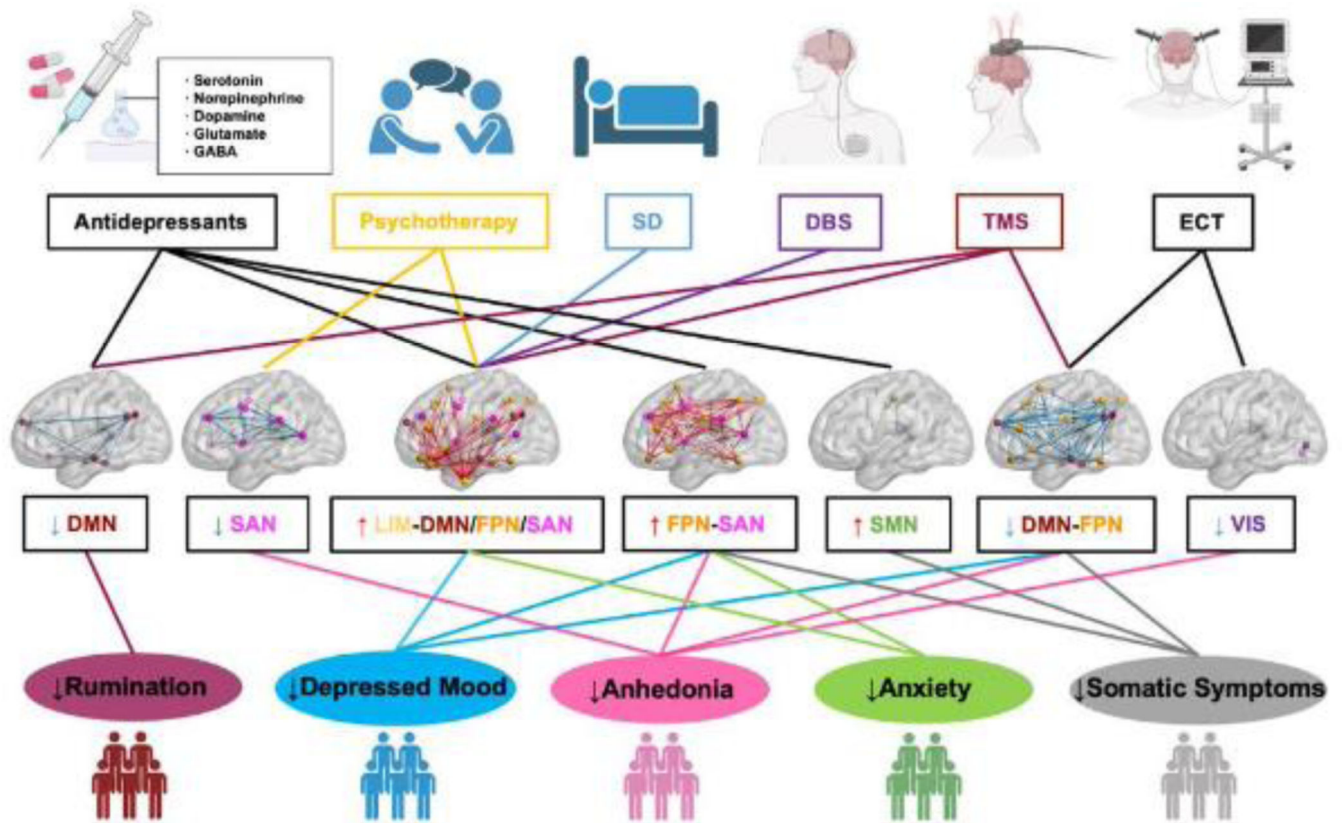 · Serotonin
· Norepinephrine
· Dopamine
· Glutamate
· GABA
Antidepressants
Psychotherapy
SD
DBS
TMS
ECT
↓ DMN
↓ SAN
↑ LIM-DMN/FPN/SAN
↑ FPN-SAN
↑ SMN
↓ DMN-FPN
↓ VIS
↓Rumination
↓Depressed Mood
↓Anhedonia
↓Anxiety
↓Somatic Symptoms